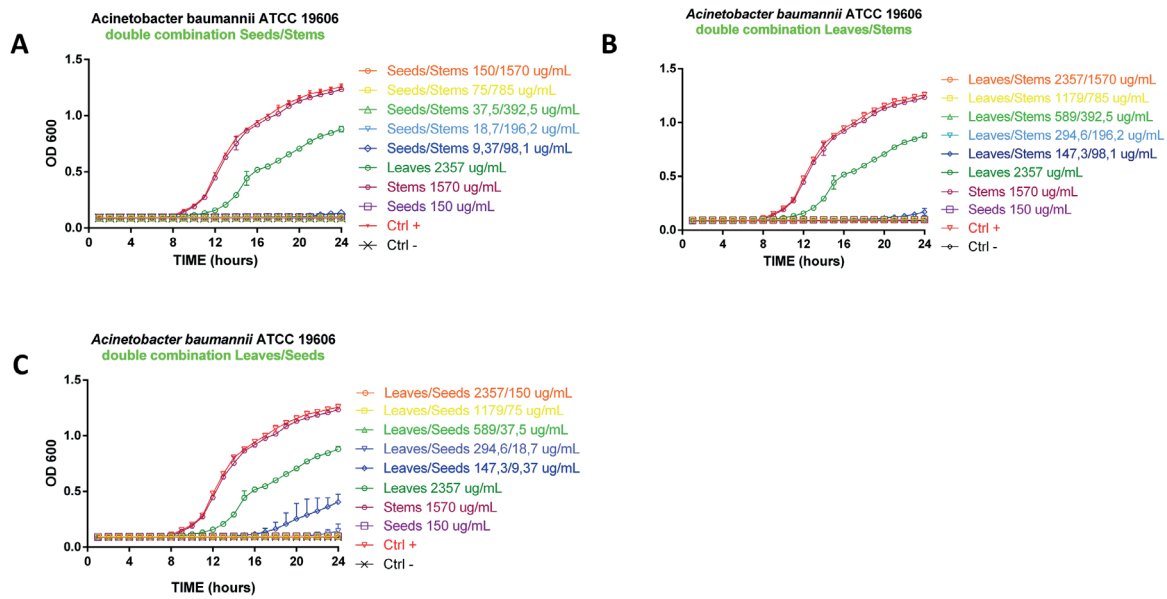 A
Acinetobacter baumannii ATCC 19606
double combination Seeds/Stems
OD 600
1.5
1.0
0.5
0.0
0 4 8 12 16 20 24
TIME (hours)
Seeds/Stems 150/1570 ug/mL
Seeds/Stems 75/785 ug/mL
Seeds/Stems 37,5/392,5 ug/mL
Seeds/Stems 18,7/196,2 ug/mL
Seeds/Stems 9,37/98,1 ug/mL
Leaves 2357 ug/mL
Stems 1570 ug/mL
Seeds 150 ug/mL
Ctrl +
Ctrl -
B
Acinetobacter baumannii ATCC 19606
double combination Leaves/Stems
OD 600
1.5
1.0
0.5
0.0
0 4 8 12 16 20 24
TIME (hours)
Leaves/Stems 2357/1570 ug/mL
Leaves/Stems 1179/785 ug/mL
Leaves/Stems 589/392,5 ug/mL
Leaves/Stems 294,6/196,2 ug/mL
Leaves/Stems 147,3/98,1 ug/mL
Leaves 2357 ug/mL
Stems 1570 ug/mL
Seeds 150 ug/mL
Ctrl +
Ctrl -
C
Acinetobacter baumannii ATCC 19606
double combination Leaves/Seeds
OD 600
1.5
1.0
0.5
0.0
0 4 8 12 16 20 24
TIME (hours)
Leaves/Seeds 2357/150 ug/mL
Leaves/Seeds 1179/75 ug/mL
Leaves/Seeds 589/37,5 ug/mL
Leaves/Seeds 294,6/18,7 ug/mL
Leaves/Seeds 147,3/9,37 ug/mL
Leaves 2357 ug/mL
Stems 1570 ug/mL
Seeds 150 ug/mL
Ctrl +
Ctrl -